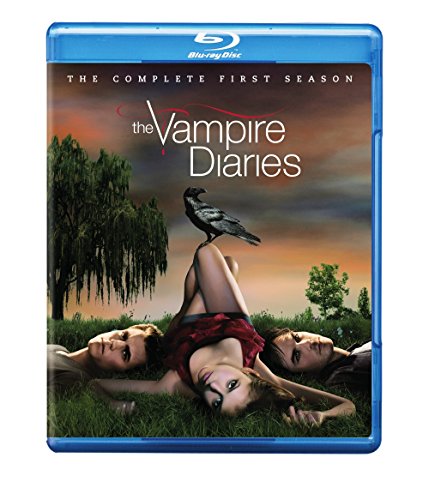 Blu-ray Disc
THE COMPLETE FIRST SEASON
the Vampire
Diaries